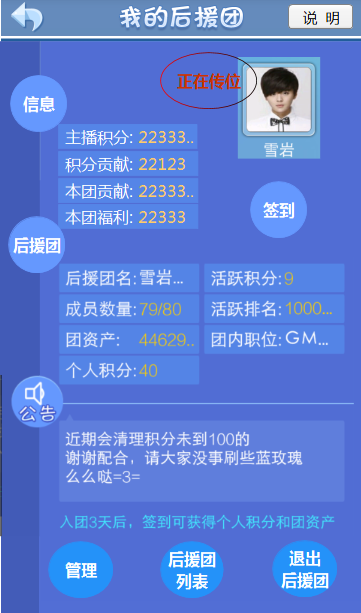 我的后援团
说 明
正在传位
信息
雪岩
主播积分: 22333..
积分贡献: 22123
本团贡献: 22333..
本团福利: 22333
签到
后援团
后援团名: 雪岩... 活跃积分: 9
成员数量: 79/80 活跃排名: 1000...
团资产: 44629... 团内职位: GM...
个人积分: 40
公告
近期会清理积分未到100的
谢谢配合，请大家没事刷些蓝玫瑰
么么哒=3=
入团3天后，签到可获得个人积分和团资产
管理
后援团
列表
退出
后援团